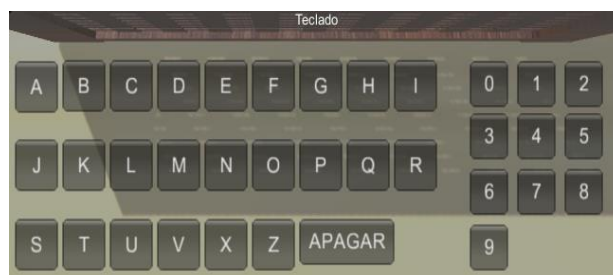 Teclado
A B C D E F G H I 0 1 2
3 4 5
J K L M N O P Q R
6 7 8
S T U V X Z APAGAR 9